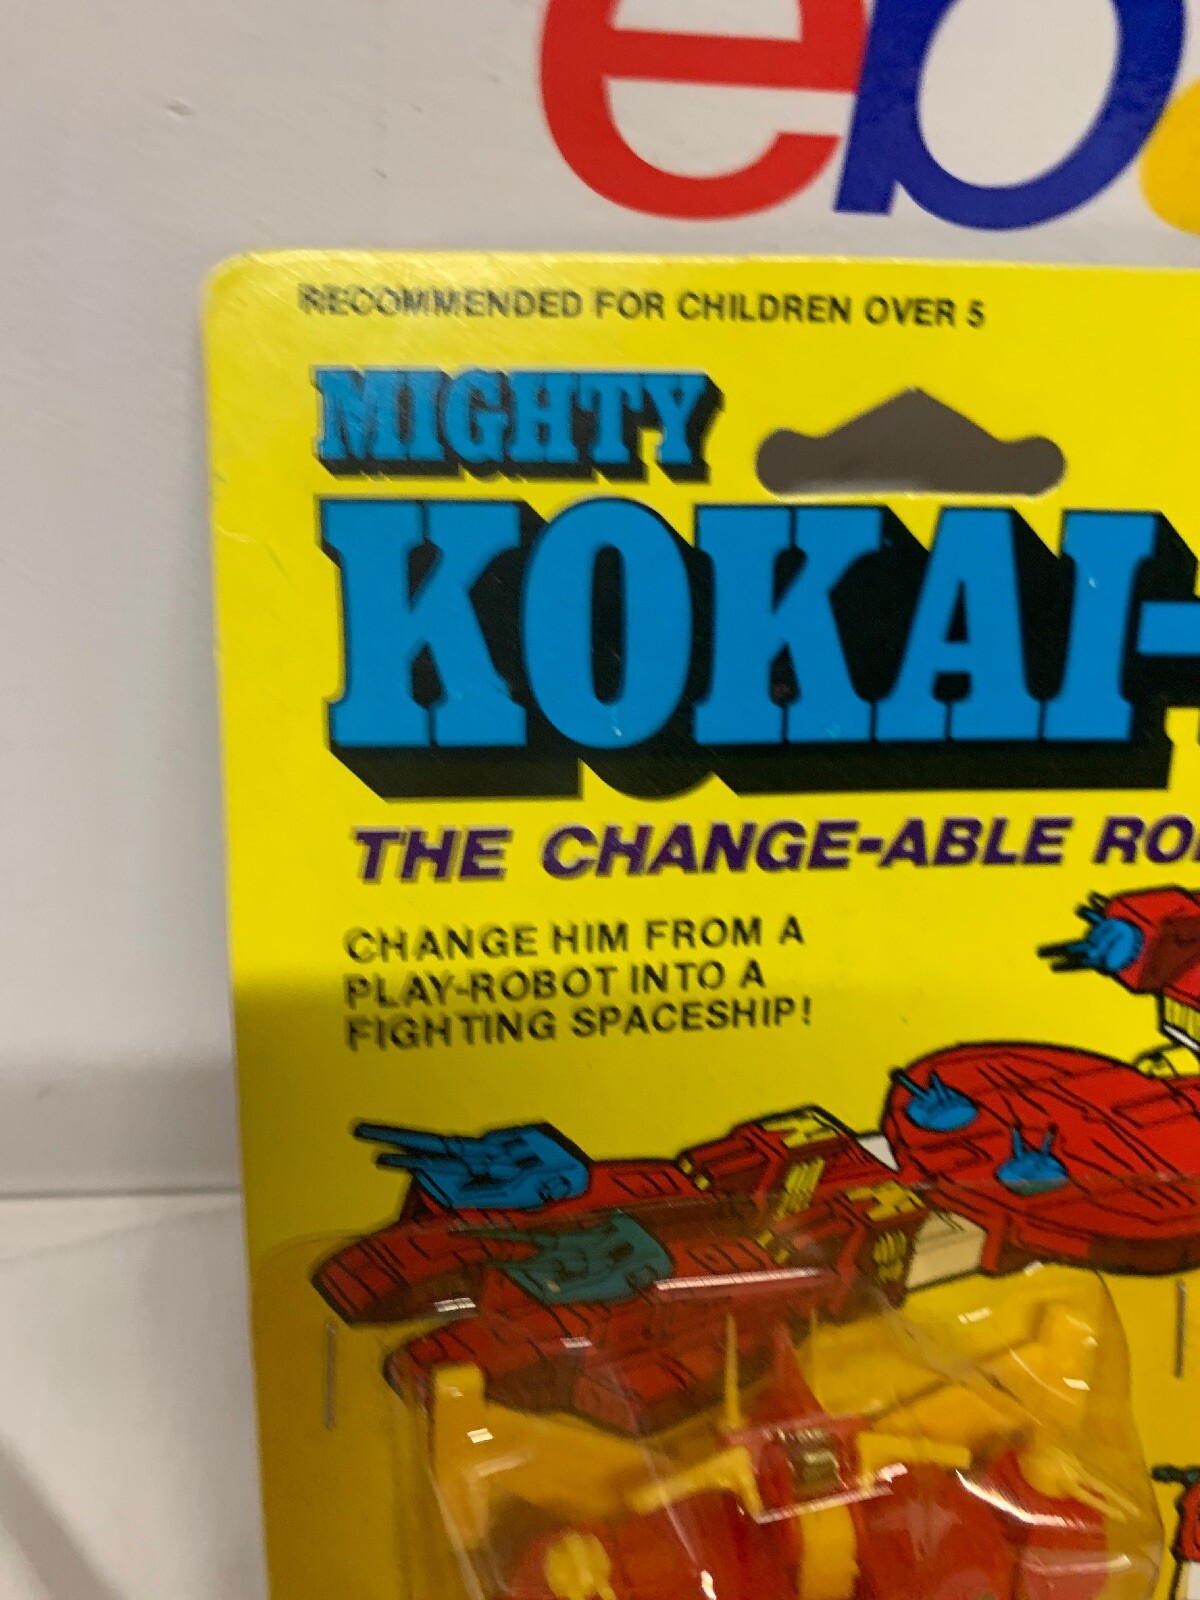 eb
RECOMMENDED FOR CHILDREN OVER 5
MIGHTY
KOKAI-
THE CHANGE-ABLE
CHANGE HIM FROM A
PLAY-ROBOT INTO A
FIGHTING SPACESHIP!